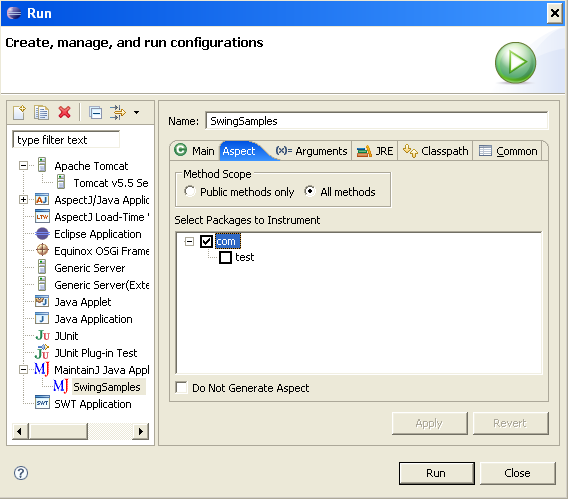 Run
Create, manage, and run configurations
type filter text
Apache Tomcat
Tomcat v5.5 Se
AspectJ/Java Applic
AspectJ Load-Time
Eclipse Application
Equinox OSGi Frame
Generic Server
Generic Server(Exte
Java Applet
Java Application
JUnit
JUnit Plug-in Test
MaintainJ Java Appl
SwingSamples
SWT Application
Name: SwingSamples
Main Aspect (x)= Arguments JRE Classpath Common
Method Scope
Public methods only All methods
Select Packages to Instrument
com
test
Do Not Generate Aspect
Apply Revert
Run Close